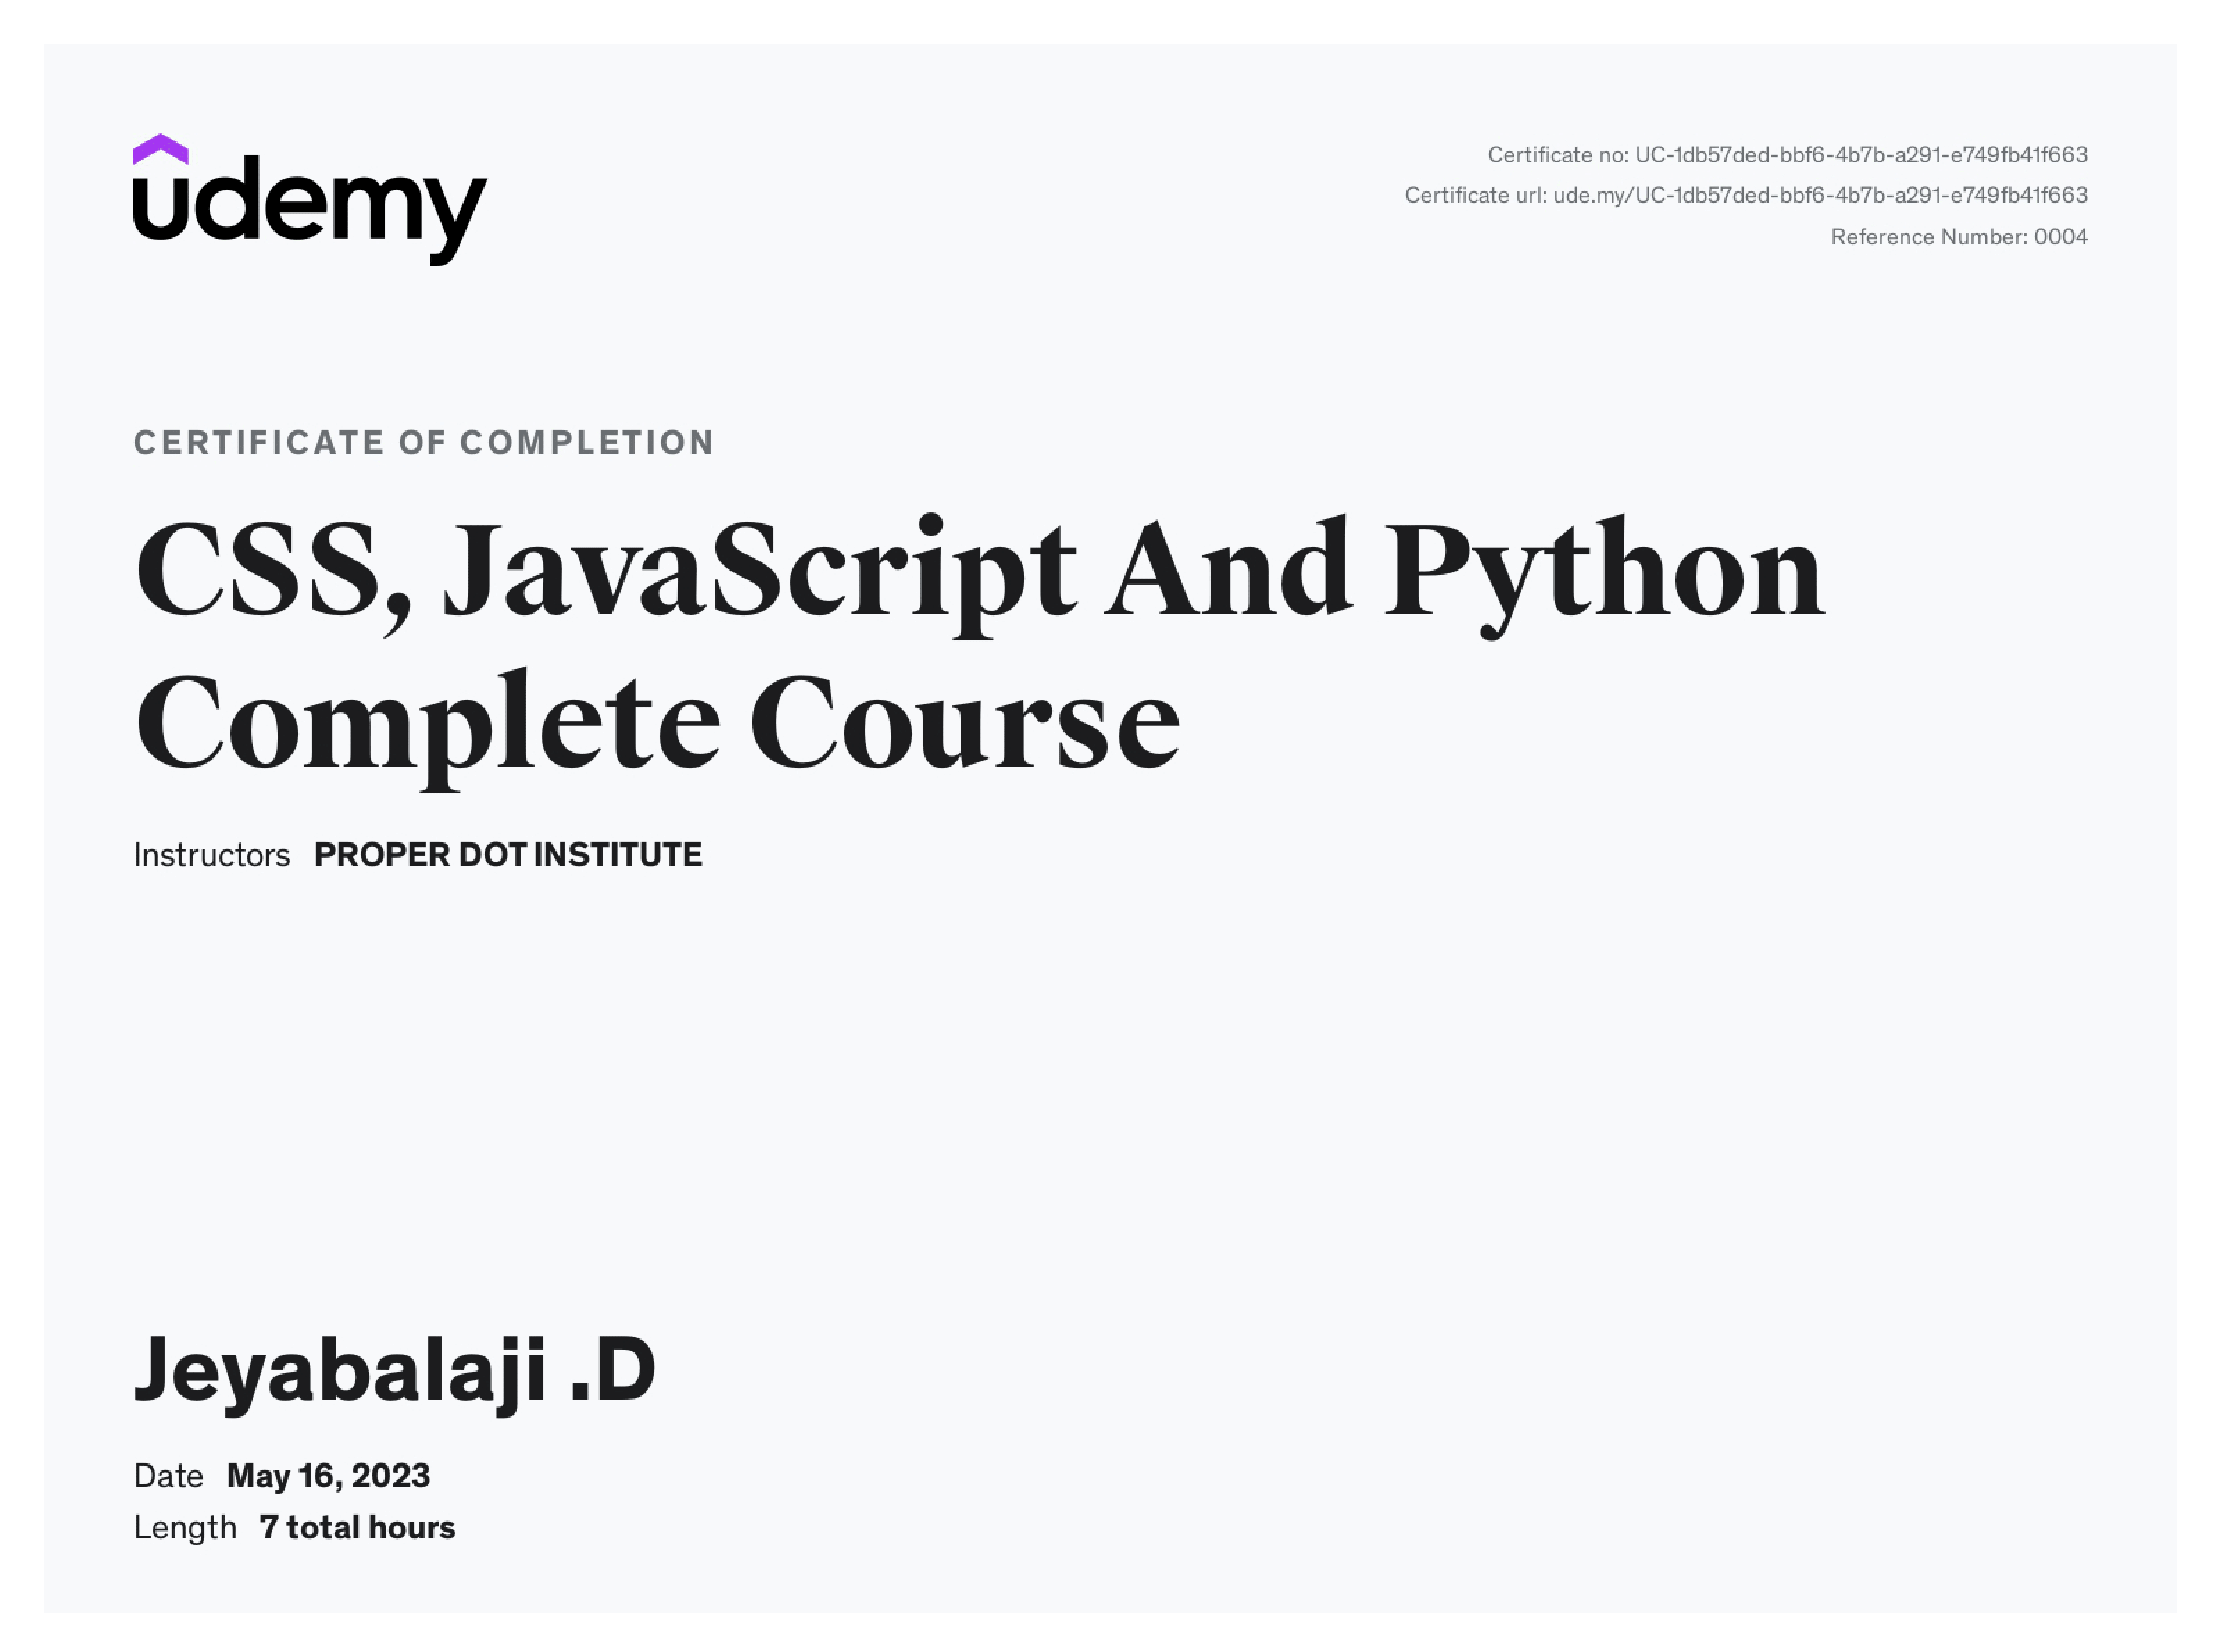 udemy
Certificate no: UC-1db57ded-bbf6-4b7b-a291-e749fb41f663
Certificate url: ude.my/UC-1db57ded-bbf6-4b7b-a291-e749fb41f663
Reference Number: 0004
CERTIFICATE OF COMPLETION
CSS, JavaScript And Python
Complete Course
Instructors PROPER DOT INSTITUTE
Jeyabalaji .D
Date May 16, 2023
Length 7 total hours